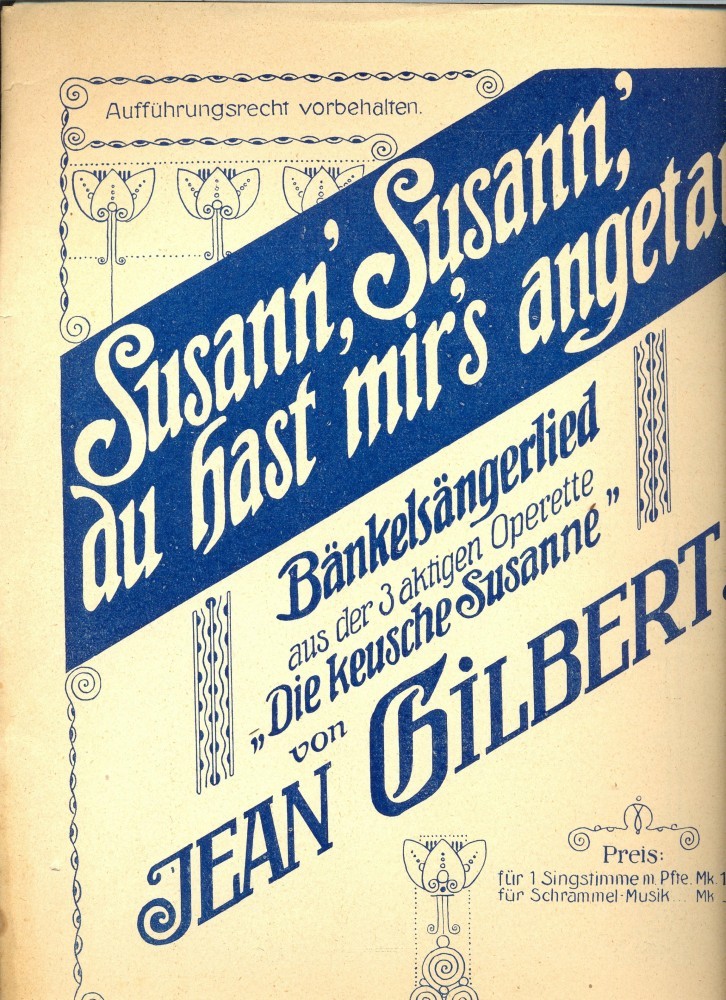 Aufführungsrecht vorbehalten.
Susann', Susann',
du hast mir's angeta
Bänkelsängerlied
aus der 3 aktigen Operette
„Die keusche Susanne”
von
JEAN GILBERT.
Preis:
für 1 Singstimme m. Pfte. Mk. 1
für Schrammel-Musik... Mk